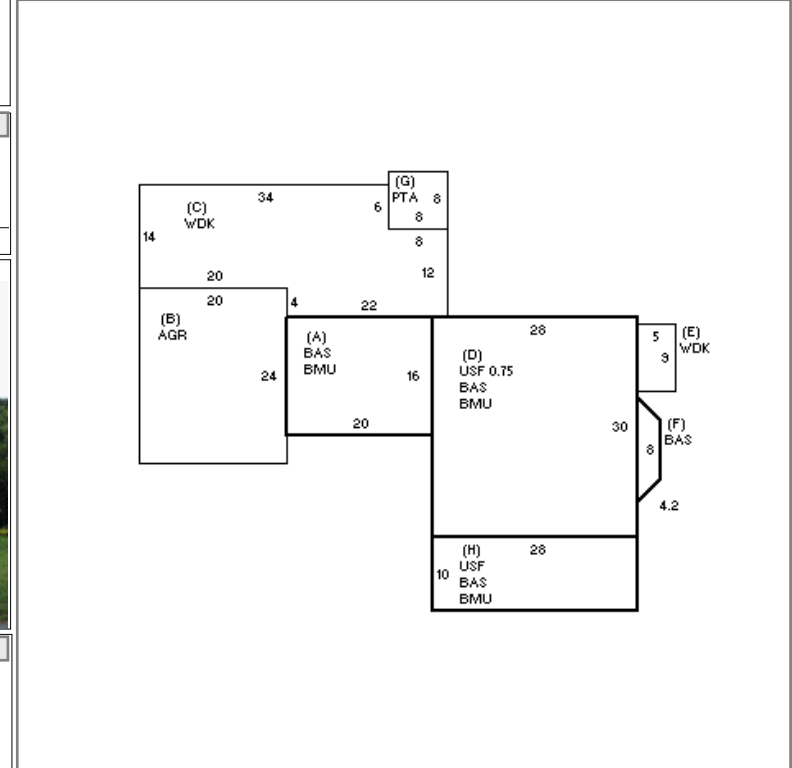 (G)
PTA 8
8
34
6
(C)
WDK
14
8
12
20
20
4
22
(B)
AGR
24
(A)
BAS
BMU
16
20
28
(D)
USF 0.75
BAS
BMU
30
5
9
(E)
WDK
(F)
BAS
8
4.2
(H)
USF
BAS
BMU
28
10